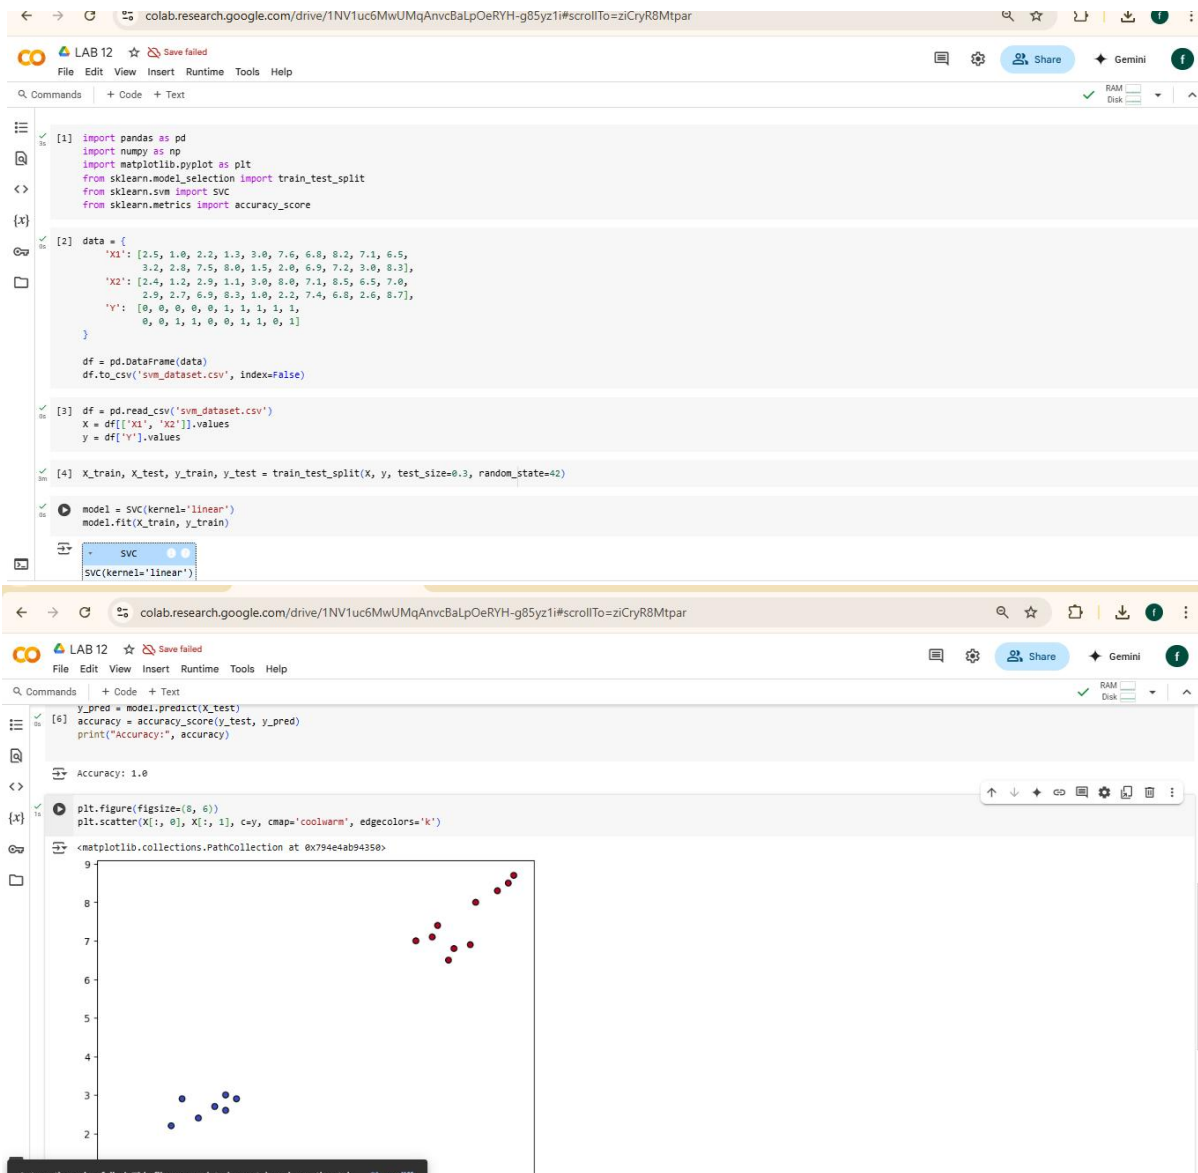 colab.research.google.com/drive/1NV1uc6MwUMqAnvcBaLpOeRYH-g85yz1i#scrollTo=ziCryR8Mtpar
CO LAB 12 Save failed
File Edit View Insert Runtime Tools Help
Share Gemini f
Commands + Code + Text
RAM
Disk
3s [1] import pandas as pd
import numpy as np
import matplotlib.pyplot as plt
from sklearn.model_selection import train_test_split
from sklearn.svm import SVC
from sklearn.metrics import accuracy_score
{x}
0s [2] data = {
'X1': [2.5, 1.0, 2.2, 1.3, 3.0, 7.6, 6.8, 8.2, 7.1, 6.5,
3.2, 2.8, 7.5, 8.0, 1.5, 2.0, 6.9, 7.2, 3.0, 8.3],
'X2': [2.4, 1.2, 2.9, 1.1, 3.0, 8.0, 7.1, 8.5, 6.5, 7.0,
2.9, 2.7, 6.9, 8.3, 1.0, 2.2, 7.4, 6.8, 2.6, 8.7],
'Y': [0, 0, 0, 0, 0, 1, 1, 1, 1, 1,
0, 0, 1, 1, 0, 0, 1, 1, 0, 1]
}
df = pd.DataFrame(data)
df.to_csv('svm_dataset.csv', index=False)
0s [3] df = pd.read_csv('svm_dataset.csv')
X = df[['X1', 'X2']].values
y = df['Y'].values
3m [4] X_train, X_test, y_train, y_test = train_test_split(X, y, test_size=0.3, random_state=42)
0s model = SVC(kernel='linear')
model.fit(X_train, y_train)
SVC
SVC(kernel='linear')
colab.research.google.com/drive/1NV1uc6MwUMqAnvcBaLpOeRYH-g85yz1i#scrollTo=ziCryR8Mtpar
CO LAB 12 Save failed
File Edit View Insert Runtime Tools Help
Share Gemini f
Commands + Code + Text
RAM
Disk
y_pred = model.predict(X_test)
0s [6] accuracy = accuracy_score(y_test, y_pred)
print("Accuracy:", accuracy)
Accuracy: 1.0
1s plt.figure(figsize=(8, 6))
plt.scatter(X[:, 0], X[:, 1], c=y, cmap='coolwarm', edgecolors='k')
{x}
<matplotlib.collections.PathCollection at 0x794e4ab94350>
9
8
7
6
5
4
3
2